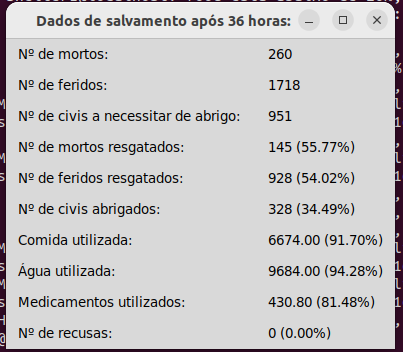 Dados de salvamento após 36 horas:
Nº de mortos: 260
Nº de feridos: 1718
Nº de civis a necessitar de abrigo: 951
Nº de mortos resgatados: 145 (55.77%)
Nº de feridos resgatados: 928 (54.02%)
Nº de civis abrigados: 328 (34.49%)
Comida utilizada: 6674.00 (91.70%)
Água utilizada: 9684.00 (94.28%)
Medicamentos utilizados: 430.80 (81.48%)
Nº de recusas: 0 (0.00%)